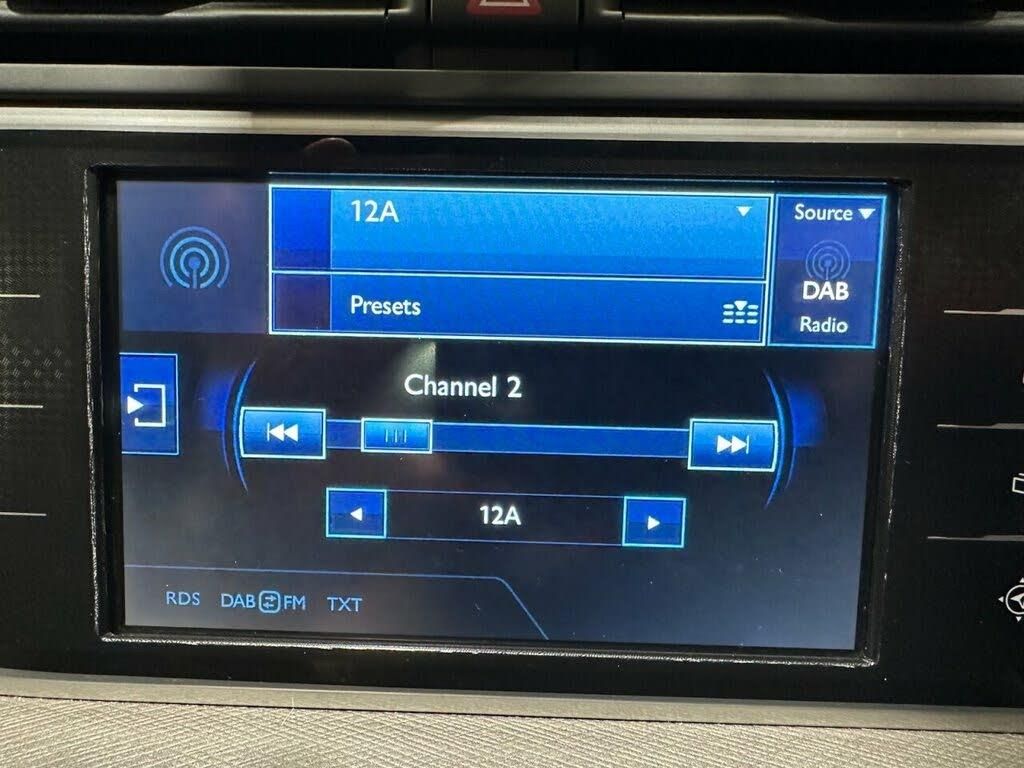 12A
Source
DAB
Radio
Presets
Channel 2
12A
RDS DAB FM TXT